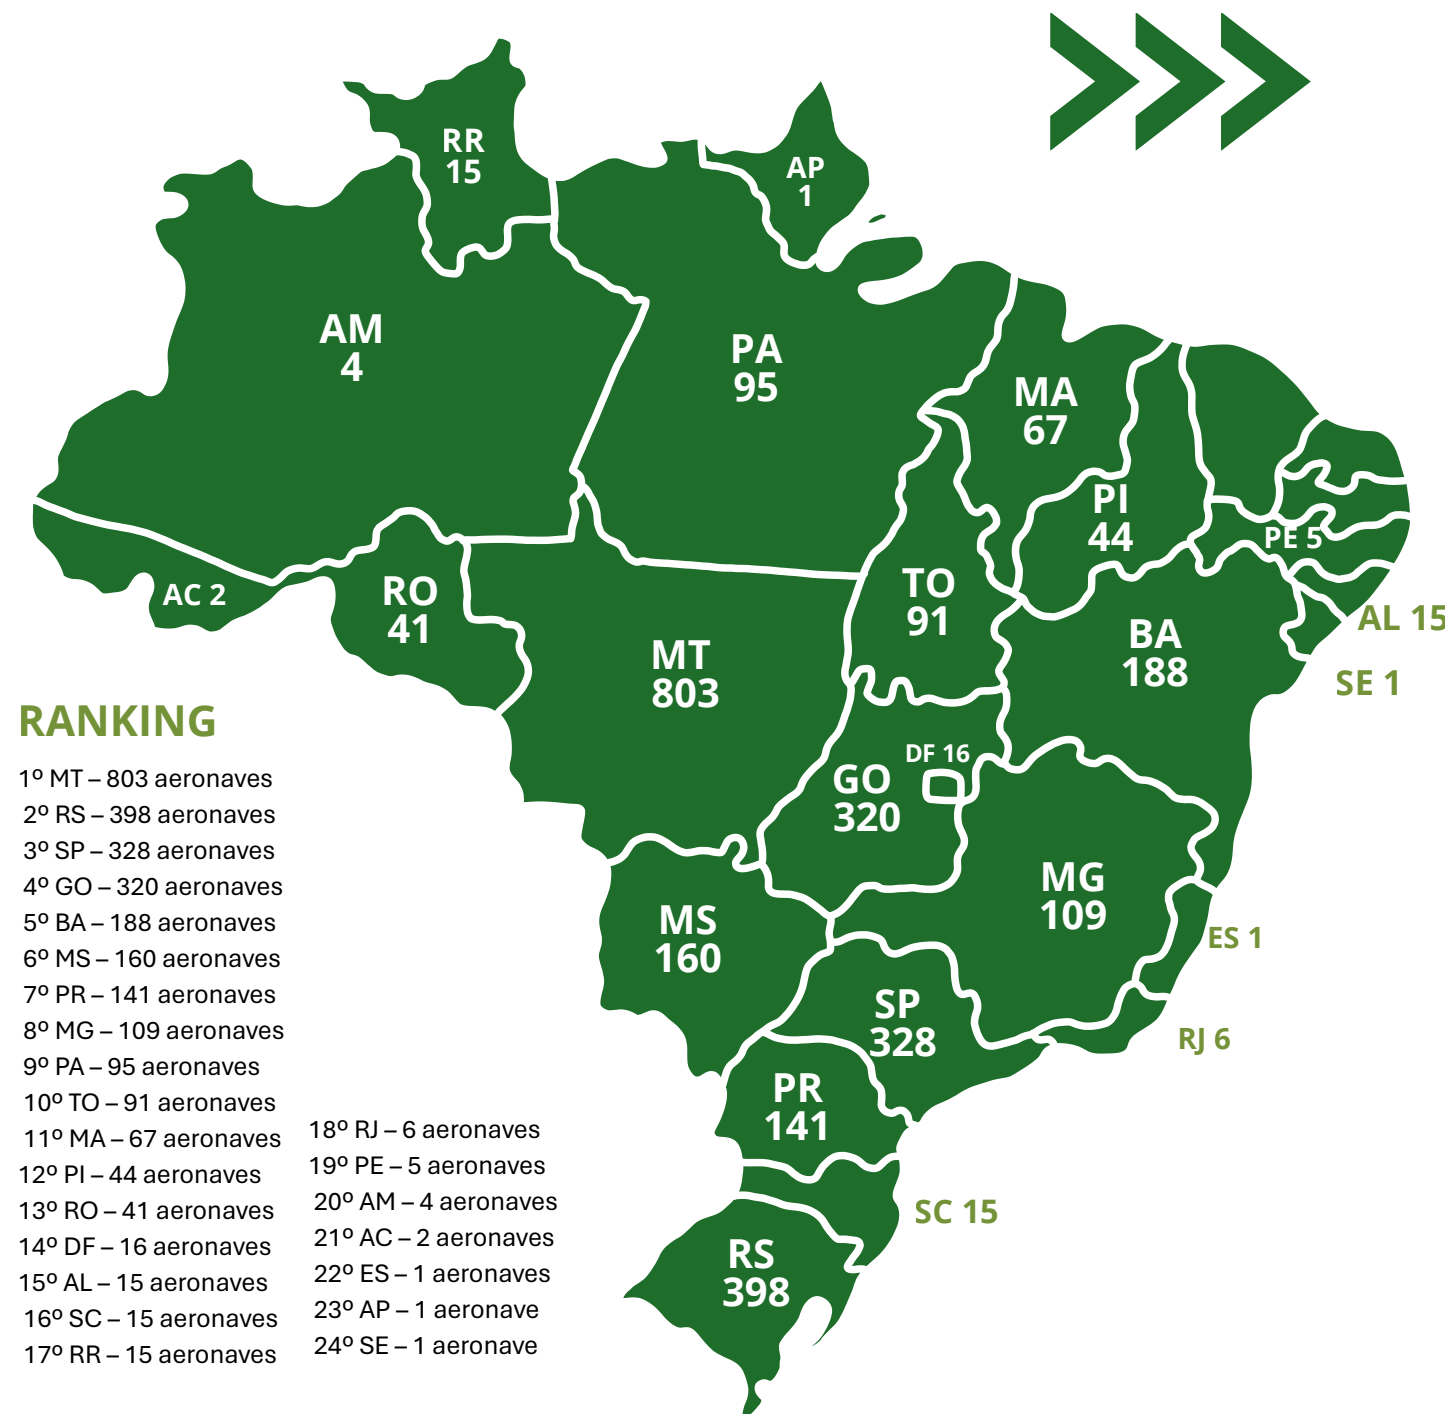 RR
15
AP
1
AM
4
PA
95
MA
67
PI
44
PE 5
AC 2
RO
41
TO
91
AL 15
BA
188
MT
803
SE 1
DF 16
GO
320
MG
109
MS
160
ES 1
SP
328
RJ 6
PR
141
SC 15
RS
398
RANKING
1º MT – 803 aeronaves
2º RS – 398 aeronaves
3º SP – 328 aeronaves
4º GO – 320 aeronaves
5º BA – 188 aeronaves
6º MS – 160 aeronaves
7º PR – 141 aeronaves
8º MG – 109 aeronaves
9º PA – 95 aeronaves
10º TO – 91 aeronaves
11º MA – 67 aeronaves
12º PI – 44 aeronaves
13º RO – 41 aeronaves
14º DF – 16 aeronaves
15º AL – 15 aeronaves
16º SC – 15 aeronaves
17º RR – 15 aeronaves
18º RJ – 6 aeronaves
19º PE – 5 aeronaves
20º AM – 4 aeronaves
21º AC – 2 aeronaves
22º ES – 1 aeronaves
23º AP – 1 aeronave
24º SE – 1 aeronave